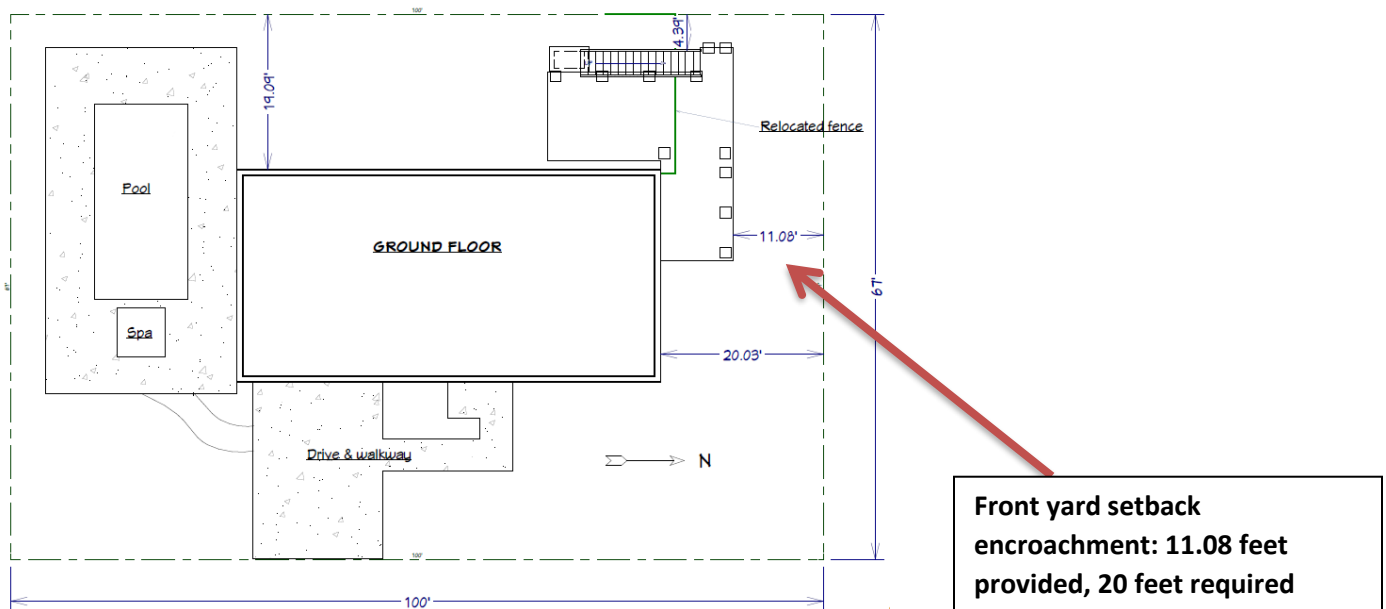 100'
4.39'
19.09'
Relocated fence
Pool
GROUND FLOOR
11.08'
67'
67'
Spa
20.03'
Drive & walkway
N
100'
100'
Front yard setback
encroachment: 11.08 feet
provided, 20 feet required